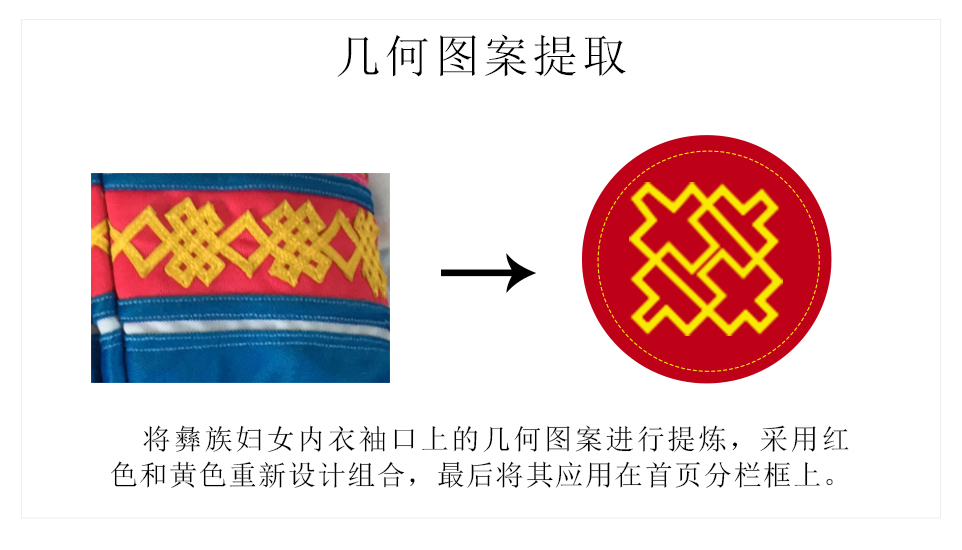 几何图案提取
将彝族妇女内衣袖口上的几何图案进行提炼，采用红
色和黄色重新设计组合，最后将其应用在首页分栏框上。